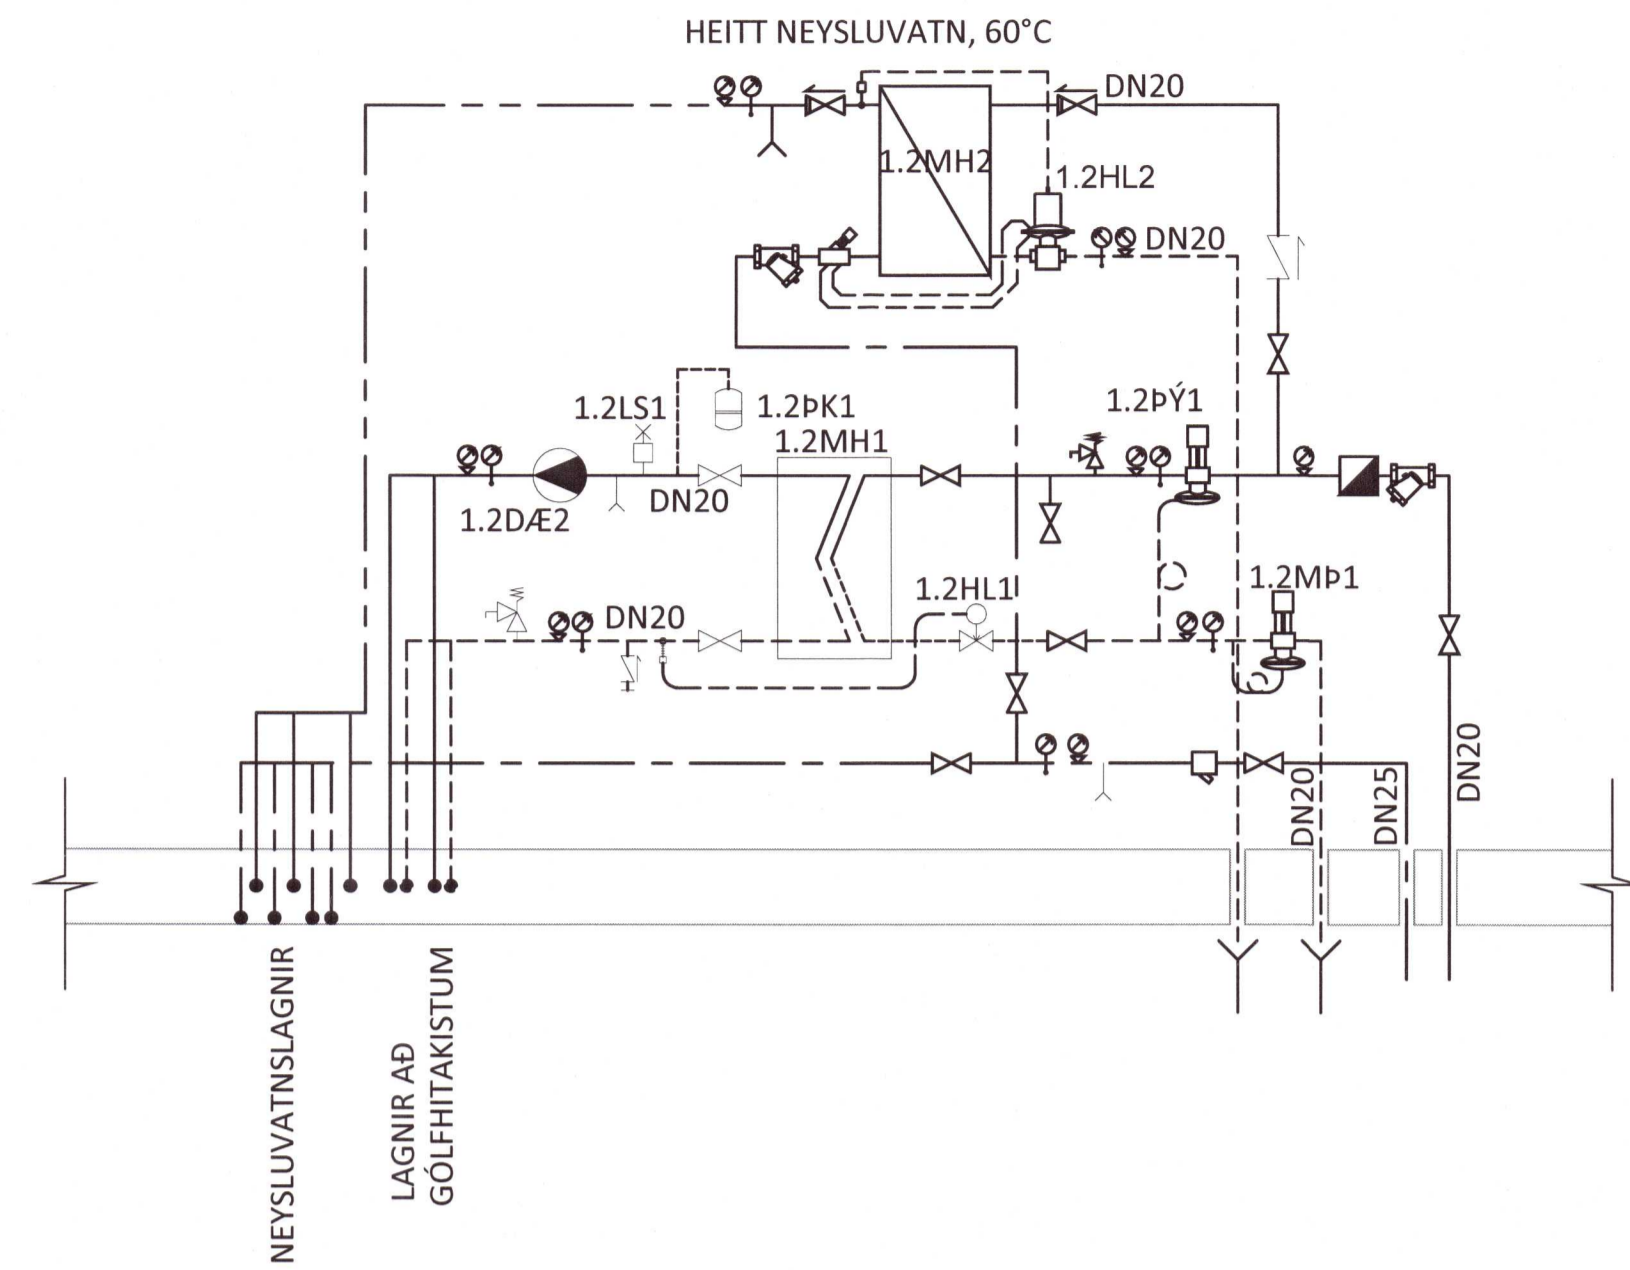 HEITT NEYSLUVATN, 60°C
DN20
1.2MH2
1.2HL2
DN20
1.2LS1
1.2ÞK1
1.2ÞÝ1
1.2MH1
DN20
1.2DÆ2
1.2HL1
1.2MÞ1
DN20
DN20
DN25
DN20
NEYSLUVATNSLAGNIR
LAGNIR AÐ
GÓLFHITAKISTUM